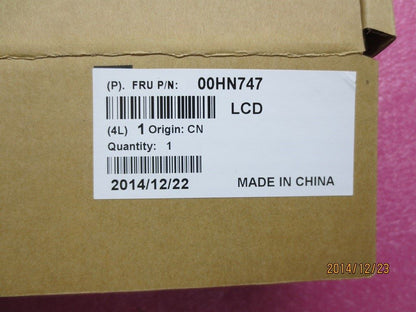 (P). FRU P/N: 00HN747
LCD
(4L) 1 Origin: CN
Quantity: 1
2014/12/22 MADE IN CHINA
2014/12/23